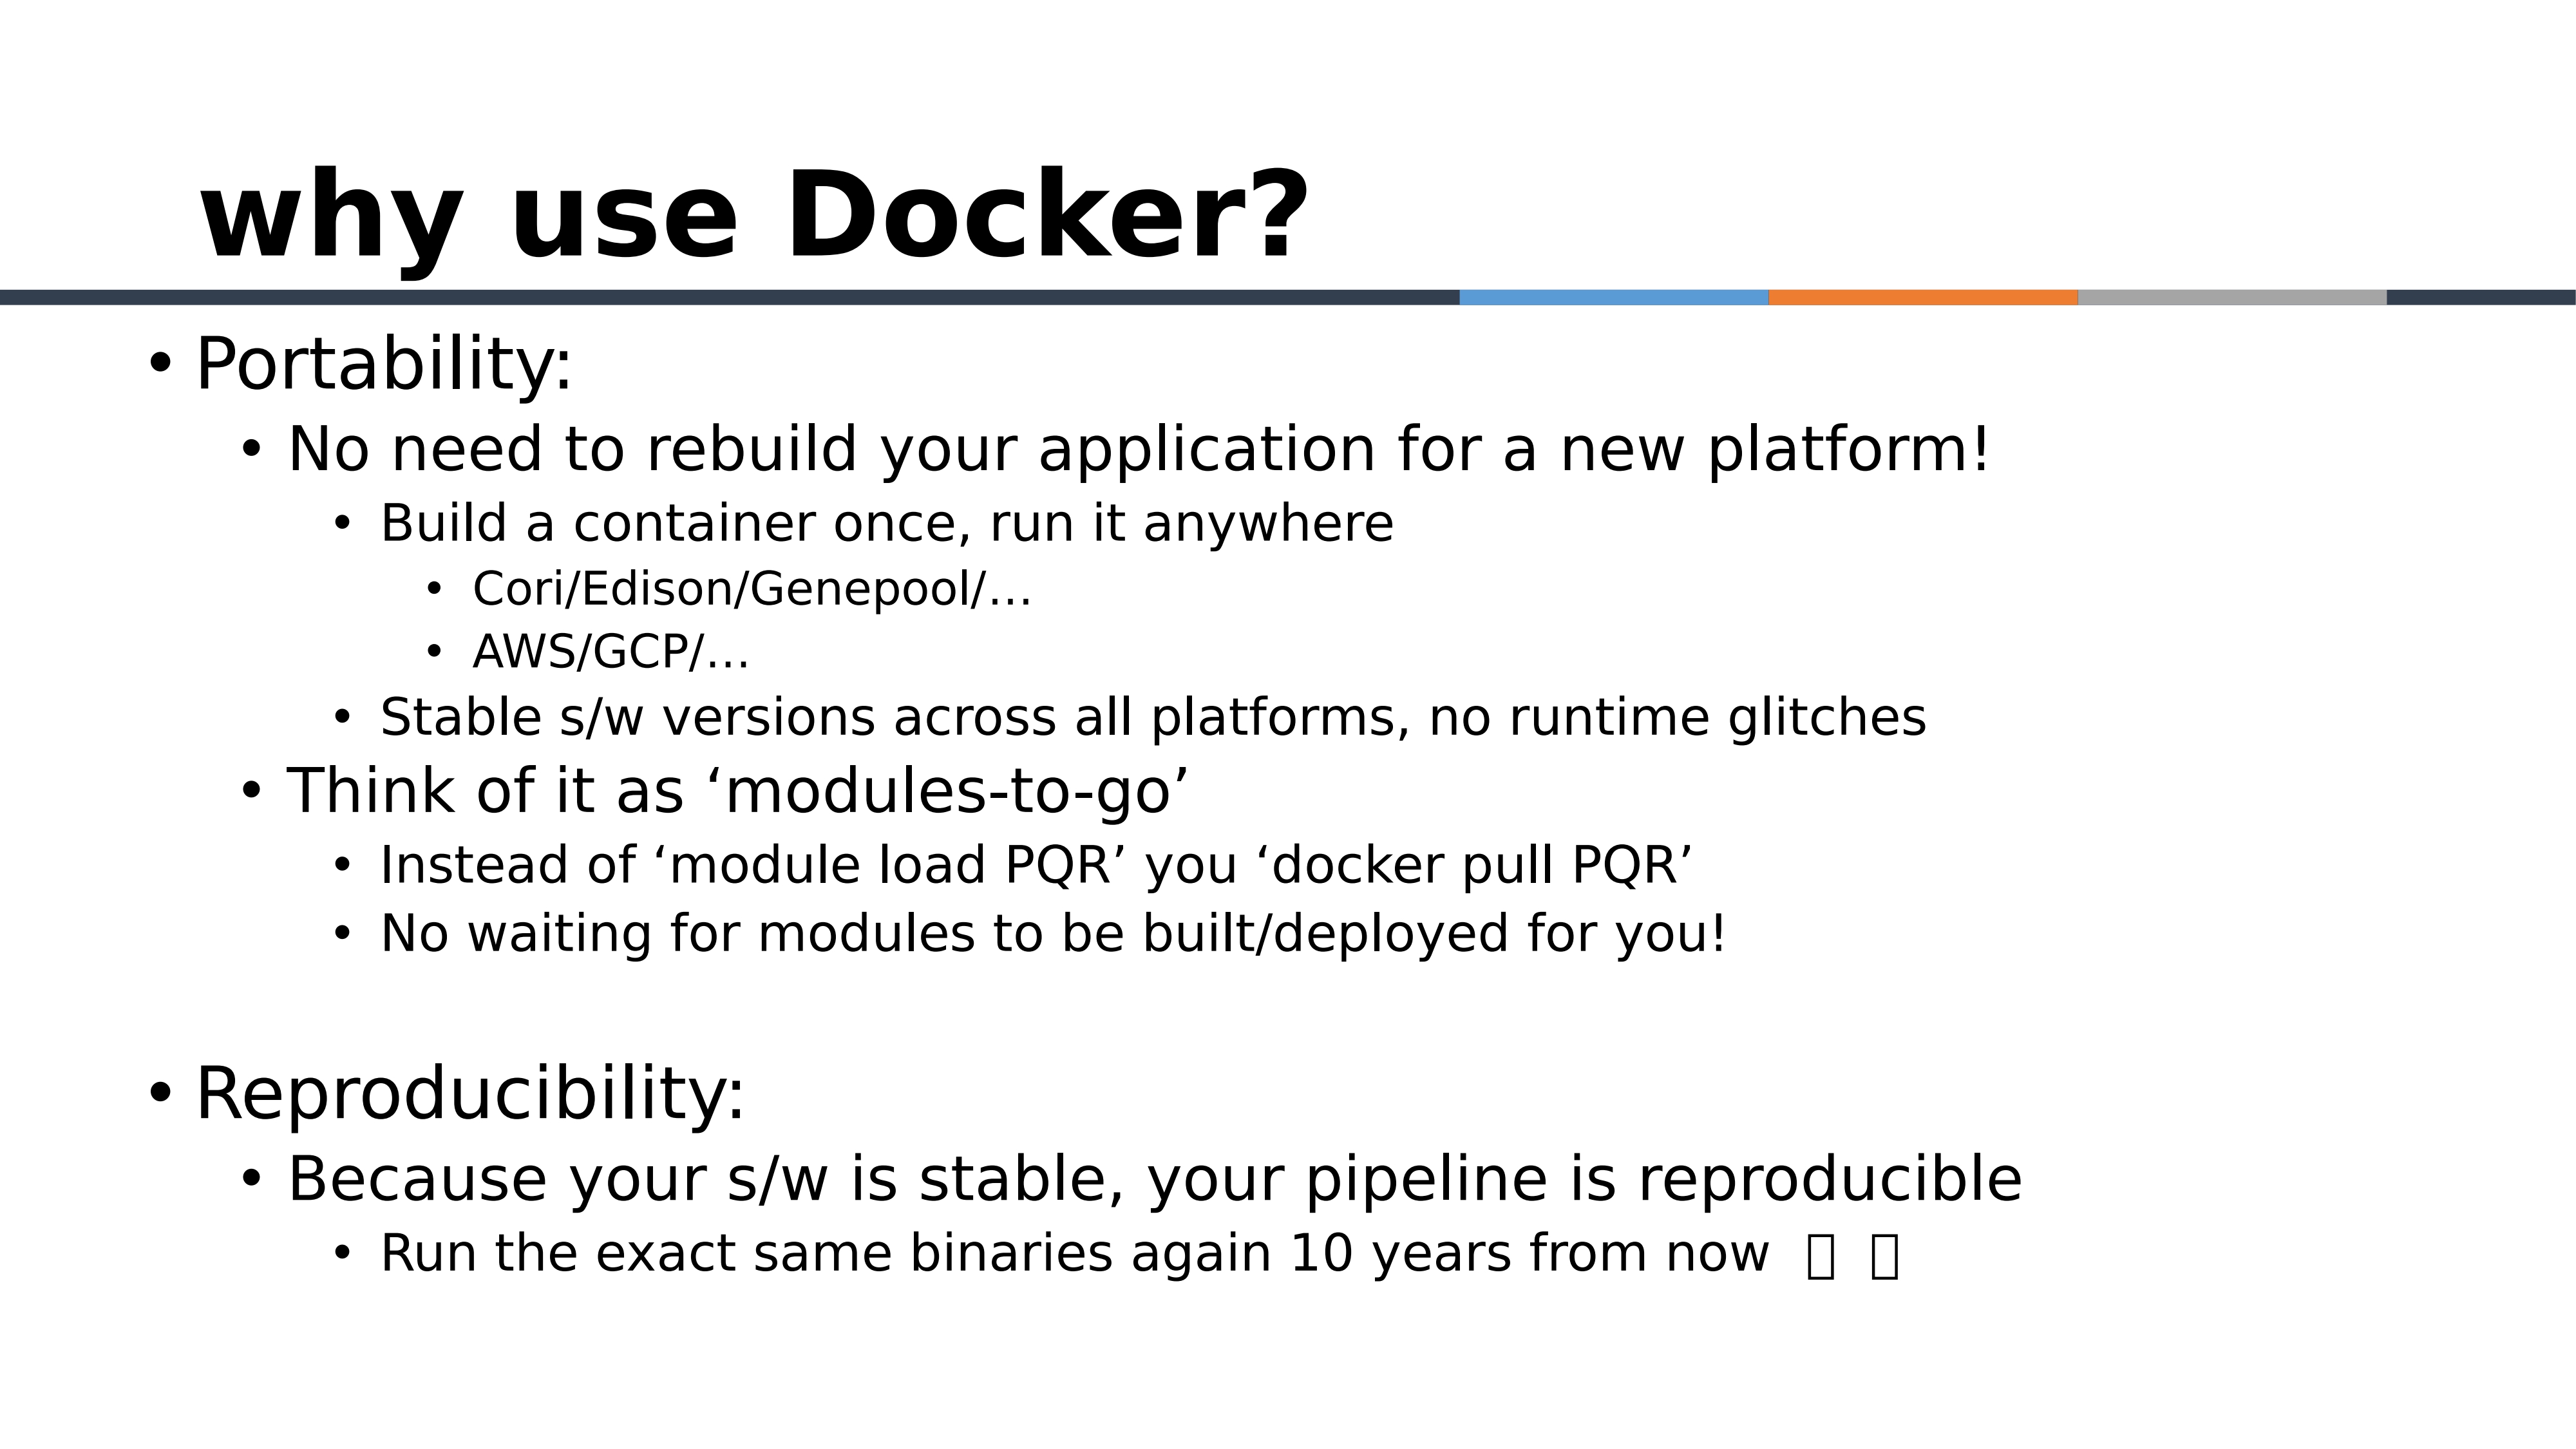 why use Docker?
• Portability:
• No need to rebuild your application for a new platform!
• Build a container once, run it anywhere
• Cori/Edison/Genepool/…
• AWS/GCP/…
• Stable s/w versions across all platforms, no runtime glitches
• Think of it as ‘modules-to-go’
• Instead of ‘module load PQR’ you ‘docker pull PQR’
• No waiting for modules to be built/deployed for you!
• Reproducibility:
• Because your s/w is stable, your pipeline is reproducible
• Run the exact same binaries again 10 years from now